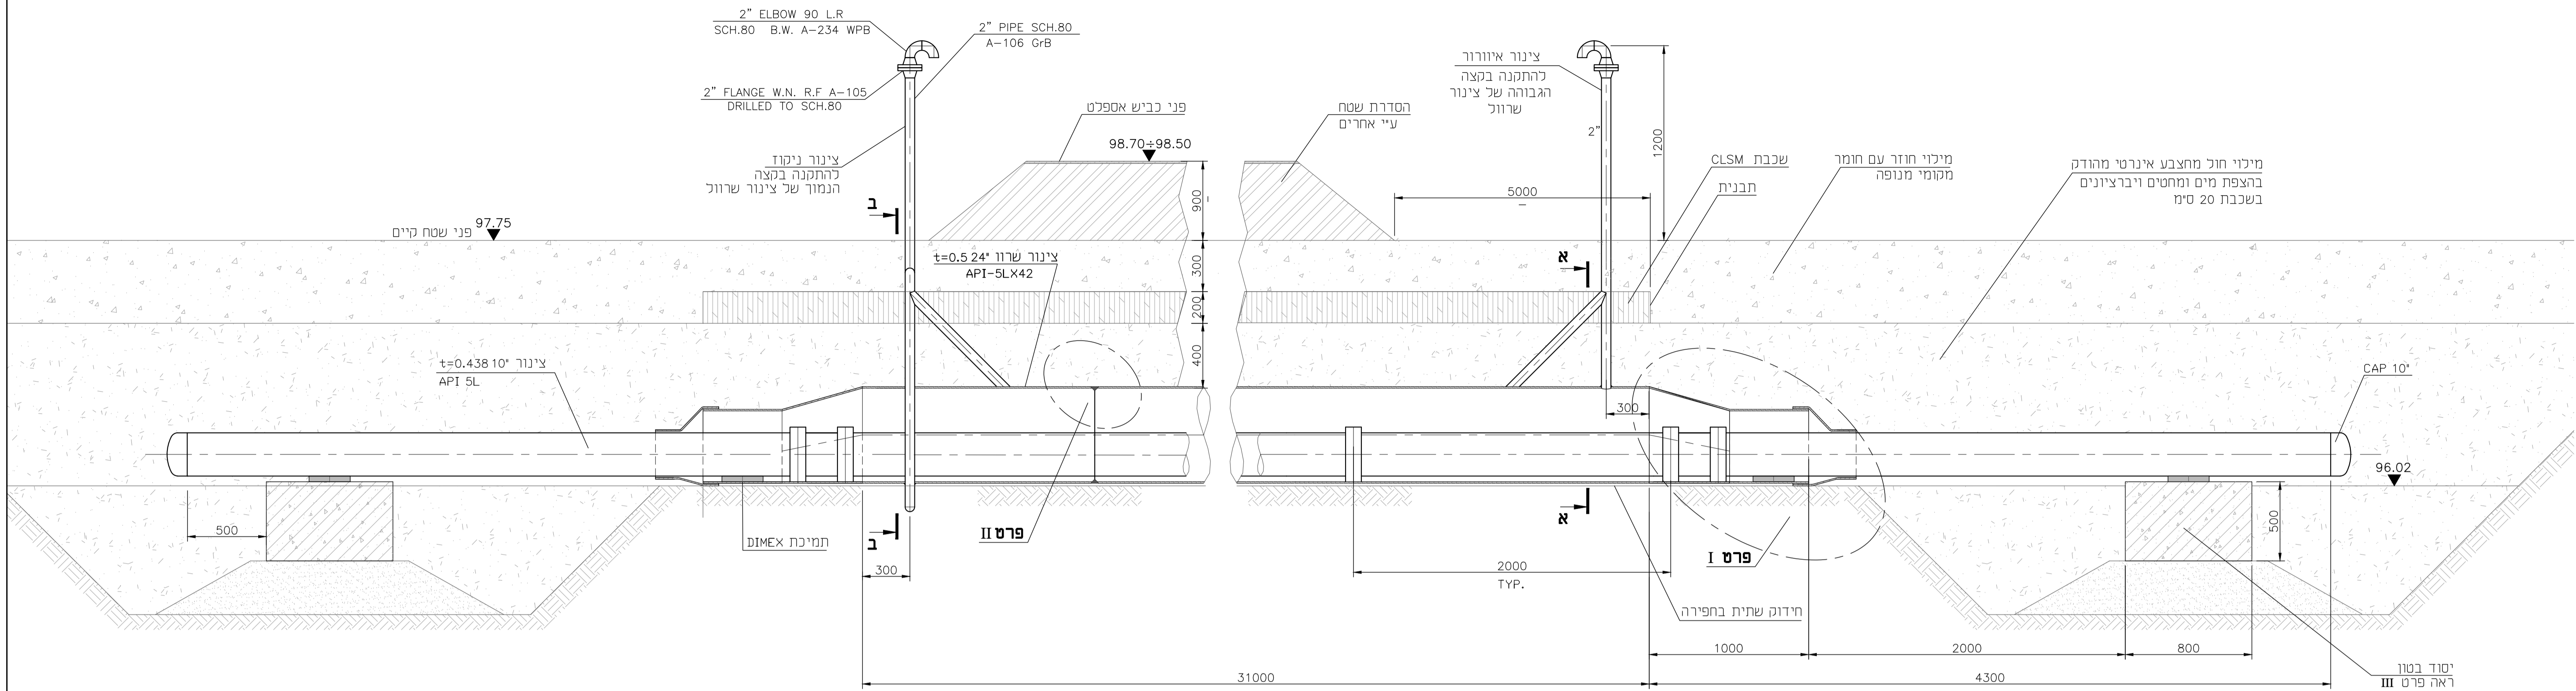 2" ELBOW 90 L.R
SCH.80 B.W. A-234 WPB
2" PIPE SCH.80
A-106 GrB
2" FLANGE W.N. R.F A-105
DRILLED TO SCH.80
צינור ניקוז
להתקנה בקצה
הנמוך של צינור שרוול
פני כביש אספלט
98.70÷98.50
הסדרת שטח
ע"י אחרים
צינור איוורור
להתקנה בקצה
הגבוהה של צינור
שרוול
2"
1200
שכבת CLSM
תבנית
מילוי חוזר עם חומר
מקומי מנופה
מילוי חול מחצבע אינרטי מהודק
בהצפת מים ומחטים ויברציונים
בשכבת 20 ס"מ
5000
900
פני שטח קיים
97.75
ב
300
צינור שרוו "24 t=0.5
API-5LX42
א
200
400
צינור "10 t=0.438
API 5L
300
CAP 10"
96.02
500
500
ב
300
תמיכת DIMEX
פרט II
א
2000
TYP.
פרט I
חידוק שתית בחפירה
1000
2000
800
31000
4300
יסוד בטון
ראה פרט III